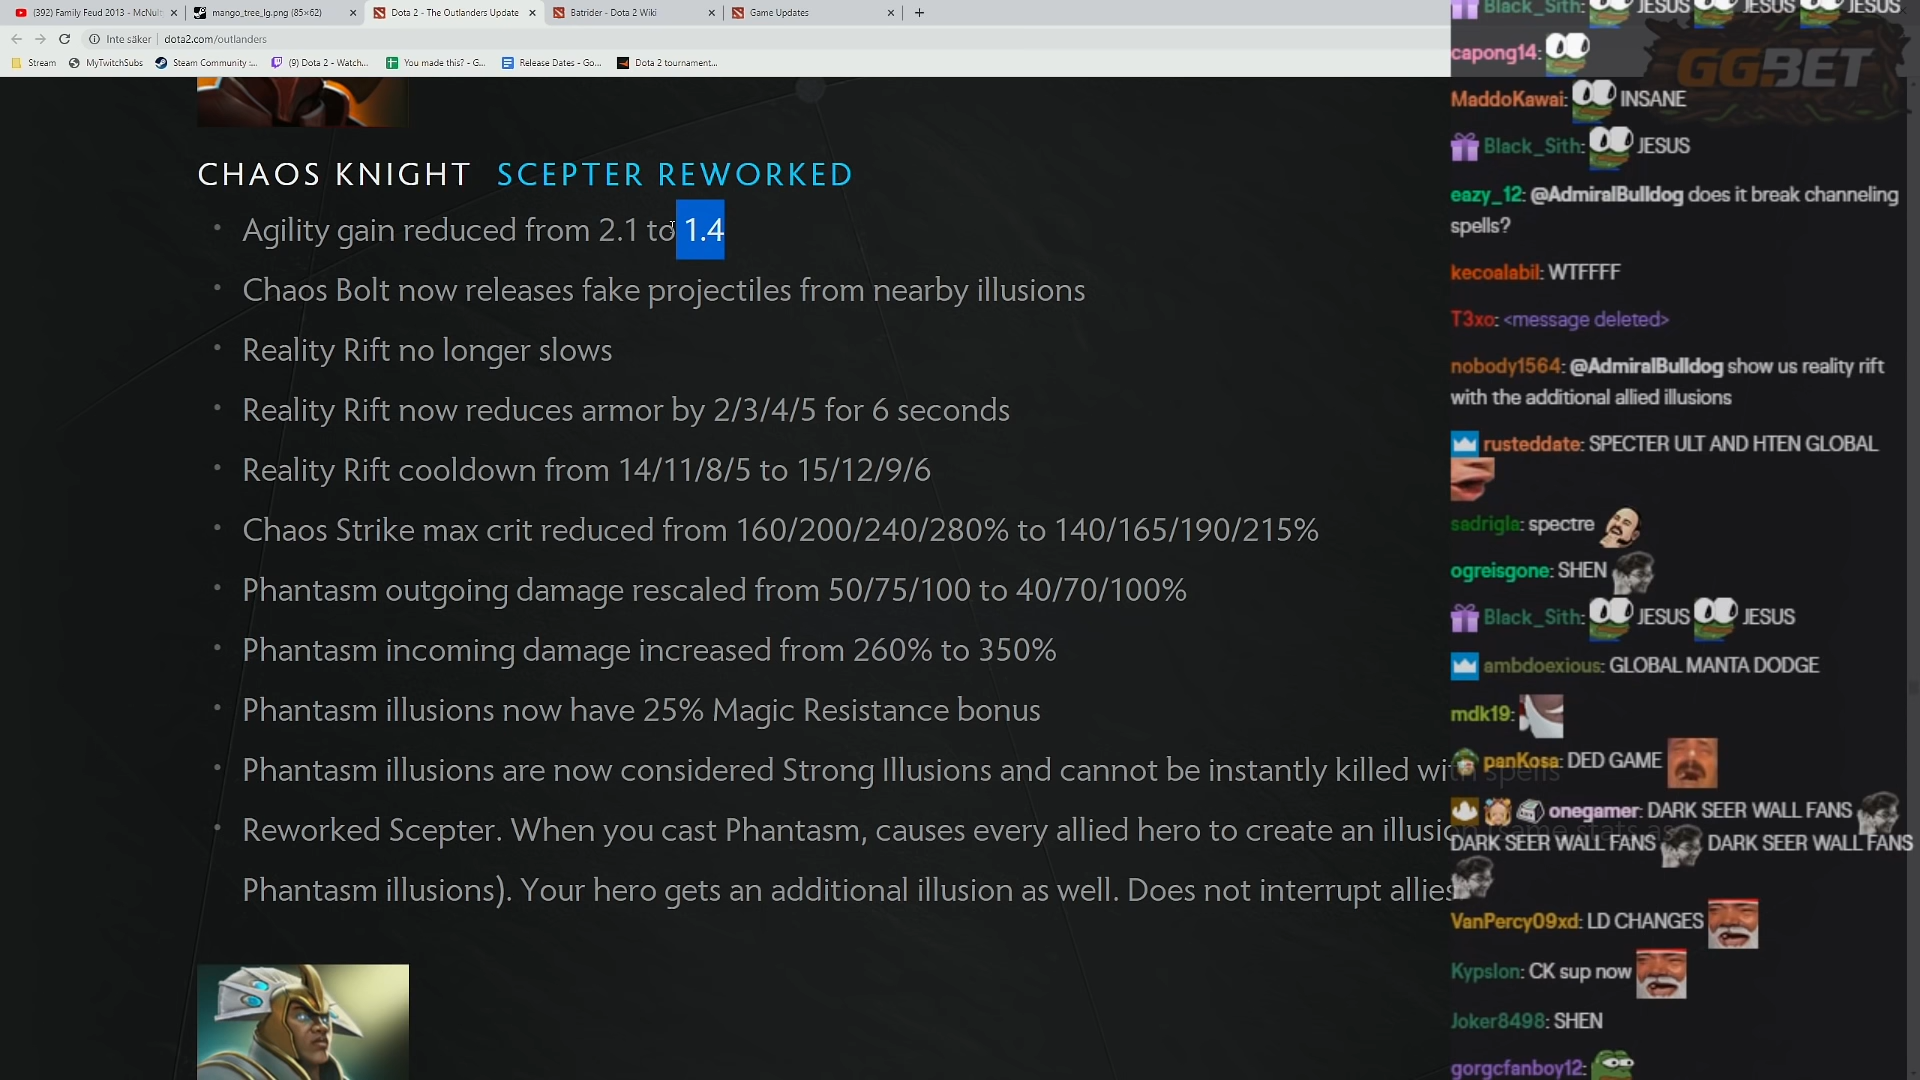 (392) Family Feud 2013 - McNult
mango_tree_lg.png (85×62)
Dota 2 - The Outlanders Update
Batrider - Dota 2 Wiki
Game Updates
Inte säker
dota2.com/outlanders
Stream
MyTwitchSubs
Steam Community :...
(9) Dota 2 - Watch...
You made this? - G...
Release Dates - Go...
Dota 2 tournament...
CHAOS KNIGHT SCEPTER REWORKED
• Agility gain reduced from 2.1 to 1.4
• Chaos Bolt now releases fake projectiles from nearby illusions
• Reality Rift no longer slows
• Reality Rift now reduces armor by 2/3/4/5 for 6 seconds
• Reality Rift cooldown from 14/11/8/5 to 15/12/9/6
• Chaos Strike max crit reduced from 160/200/240/280% to 140/165/190/215%
• Phantasm outgoing damage rescaled from 50/75/100 to 40/70/100%
• Phantasm incoming damage increased from 260% to 350%
• Phantasm illusions now have 25% Magic Resistance bonus
• Phantasm illusions are now considered Strong Illusions and cannot be instantly killed with spells
• Reworked Scepter. When you cast Phantasm, causes every allied hero to create an illusion (same stats as
Phantasm illusions). Your hero gets an additional illusion as well. Does not interrupt allies
GG.BET
Black_Sith: JESUS JESUS JESUS
capong14:
MaddoKawai: INSANE
Black_Sith: JESUS
eazy_12: @AdmiralBulldog does it break channeling
spells?
kecoalabil: WTFFFF
T3xo: <message deleted>
nobody1564: @AdmiralBulldog show us reality rift
with the additional allied illusions
rusteddate: SPECTER ULT AND HTEN GLOBAL
sadrigla: spectre
ogreisgone: SHEN
Black_Sith: JESUS JESUS
ambdoexious: GLOBAL MANTA DODGE
mdk19:
panKosa: DED GAME
onegamer: DARK SEER WALL FANS
DARK SEER WALL FANS DARK SEER WALL FANS
VanPercy09xd: LD CHANGES
Kypslon: CK sup now
Joker8498: SHEN
gorgcfanboy12: